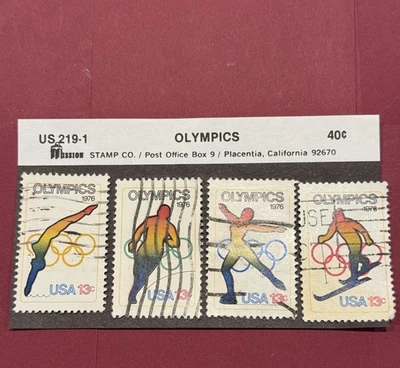 US 219-1 OLYMPICS 40¢
Mission STAMP CO. / Post Office Box 9 / Placentia, California 92670
OLYMPICS OLYMPICS OLYMPICS OLYMPICS
1976 1976 1976 1976
USA 13c USA 13c USA 13c USA 13c